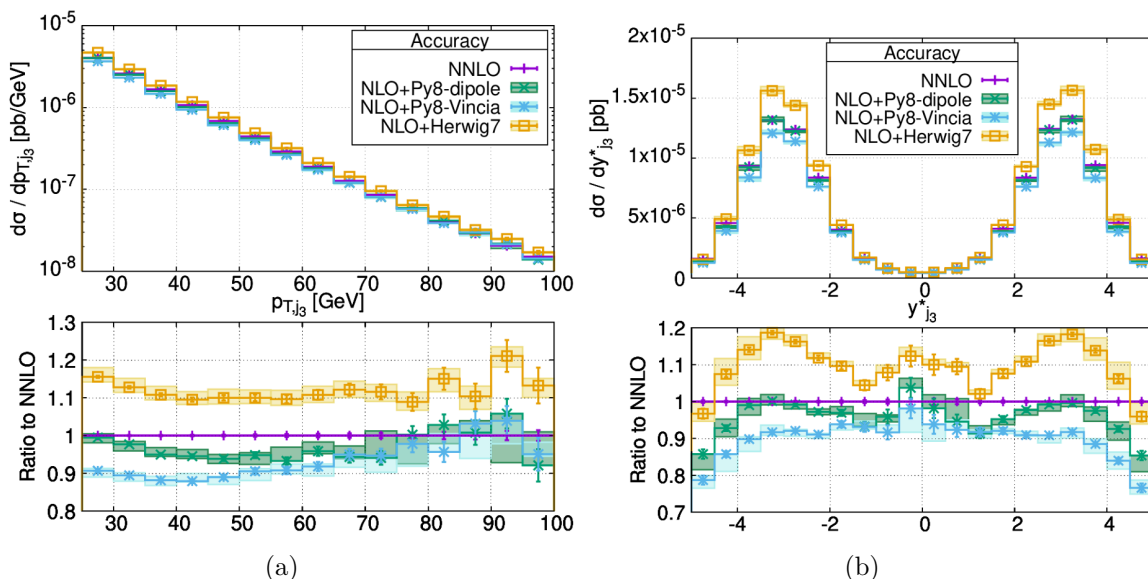 10⁻⁵
10⁻⁶
10⁻⁷
10⁻⁸
dσ / dp_{T,j₃} [pb/GeV]
Accuracy
NNLO
NLO+Py8-dipole
NLO+Py8-Vincia
NLO+Herwig7
30 40 50 60 70 80 90 100
p_{T,j₃} [GeV]
1.3
1.2
1.1
1
0.9
0.8
Ratio to NNLO
30 40 50 60 70 80 90 100
(a)
2x10⁻⁵
1.5x10⁻⁵
1x10⁻⁵
5x10⁻⁶
0
dσ / dy*_{j₃} [pb]
Accuracy
NNLO
NLO+Py8-dipole
NLO+Py8-Vincia
NLO+Herwig7
-4 -2 0 2 4
y*_{j₃}
1.2
1.1
1
0.9
0.8
0.7
Ratio to NNLO
-4 -2 0 2 4
(b)